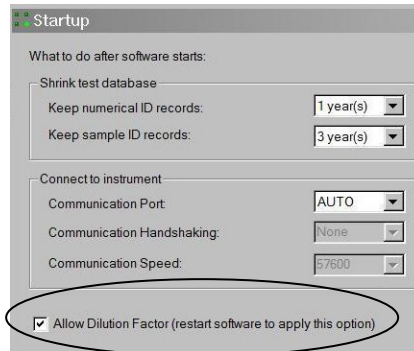 Startup
What to do after software starts:
Shrink test database
Keep numerical ID records: 1 year(s)
Keep sample ID records: 3 year(s)
Connect to instrument
Communication Port: AUTO
Communication Handshaking: None
Communication Speed: 57600
Allow Dilution Factor (restart software to apply this option)